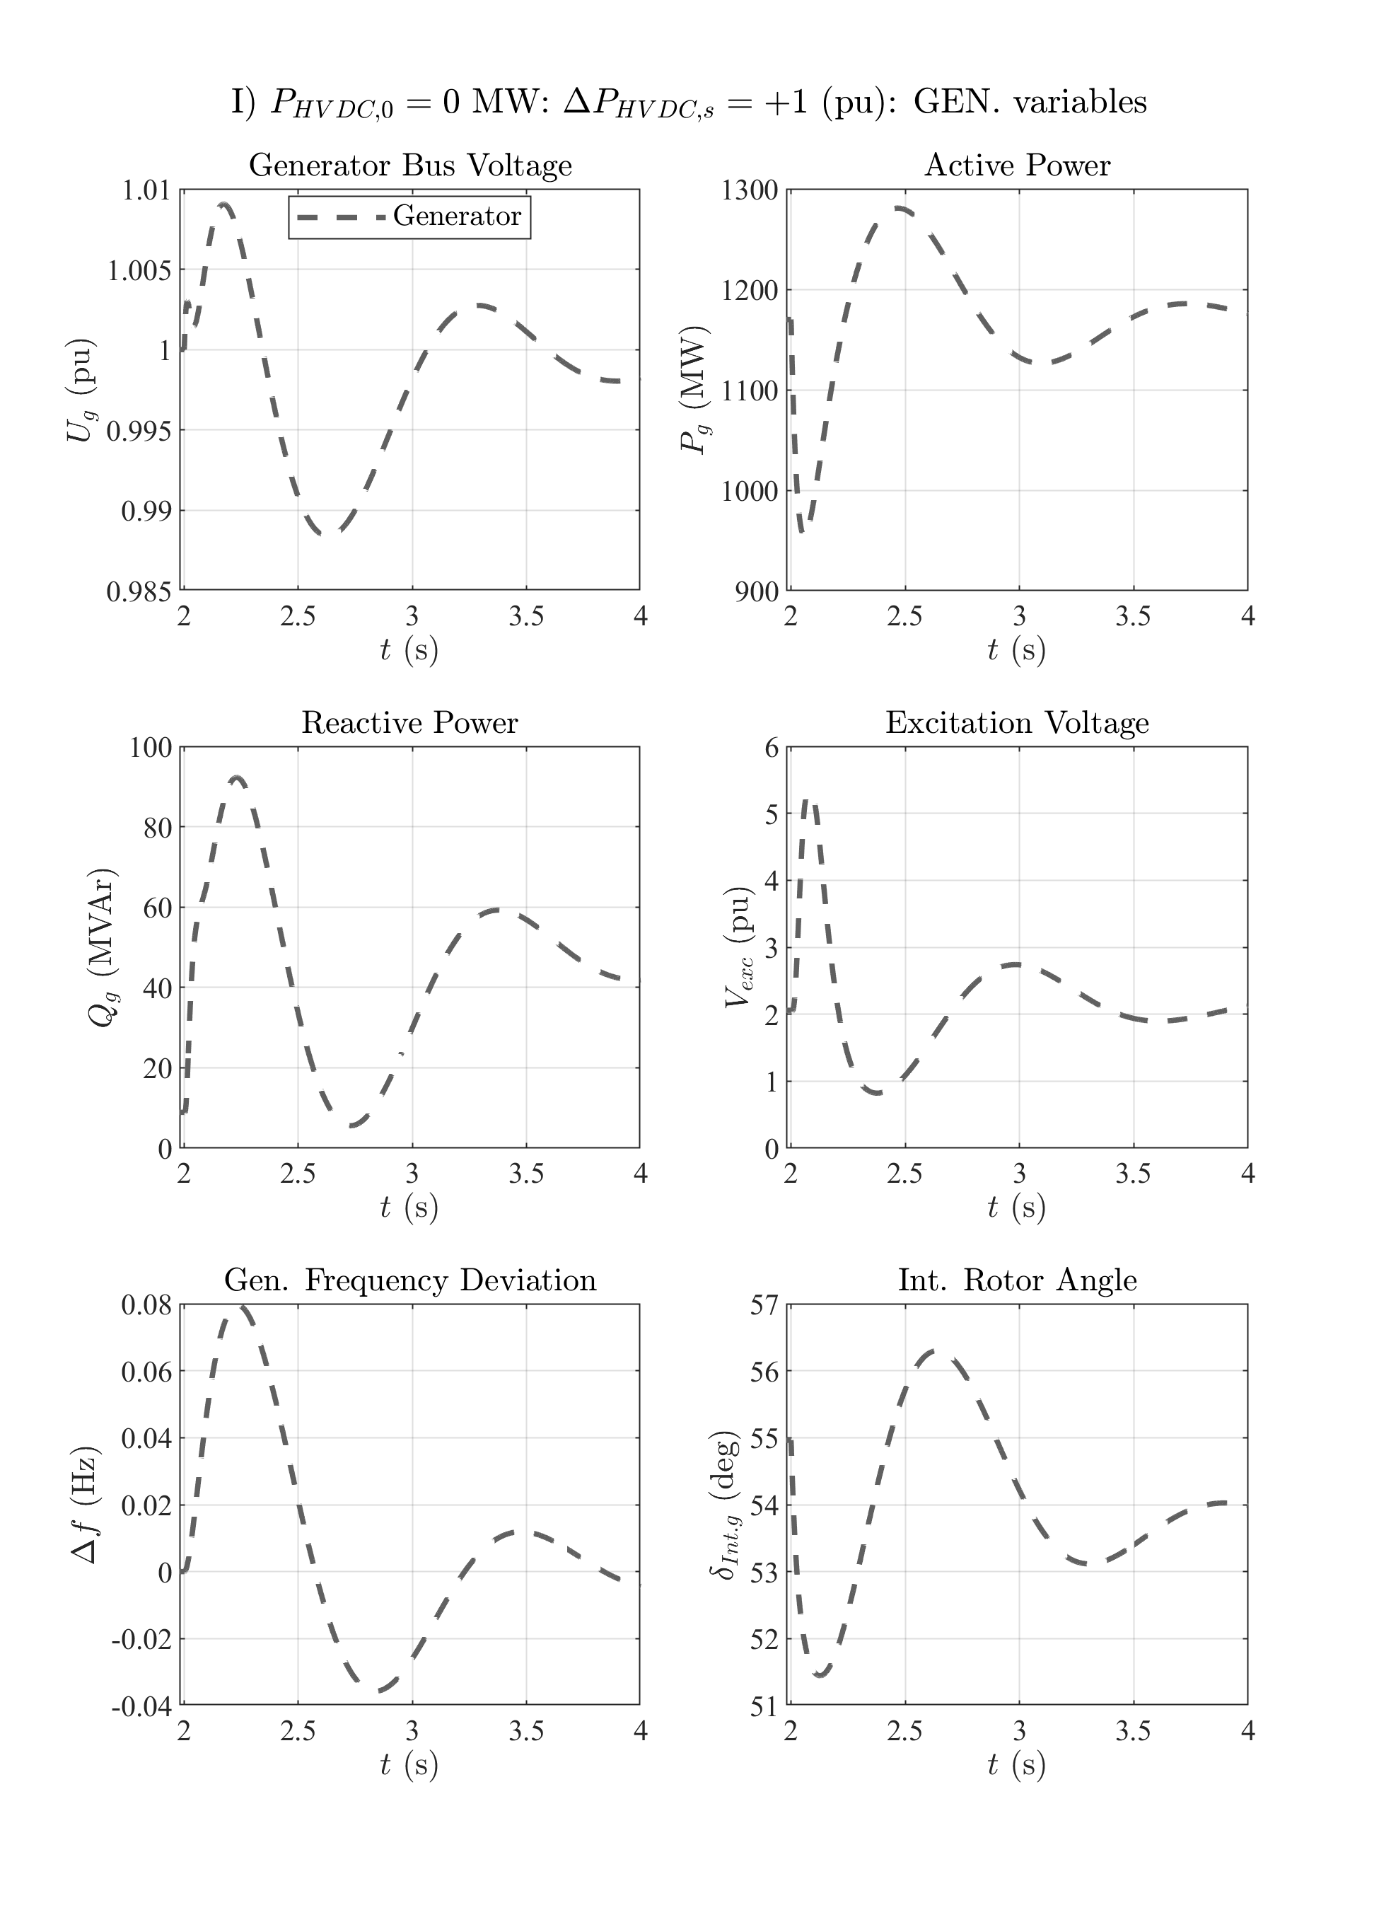 I) P_{HVDC,0} = 0 MW: ΔP_{HVDC,s} = +1 (pu): GEN. variables
Generator Bus Voltage
1.01
1.005
1
0.995
0.99
0.985
U_g (pu)
Generator
2 2.5 3 3.5 4
t (s)
Active Power
1300
1200
1100
1000
900
P_g (MW)
2 2.5 3 3.5 4
t (s)
Reactive Power
100
80
60
40
20
0
Q_g (MVAr)
2 2.5 3 3.5 4
t (s)
Excitation Voltage
6
5
4
3
2
1
0
V_{exc} (pu)
2 2.5 3 3.5 4
t (s)
Gen. Frequency Deviation
0.08
0.06
0.04
0.02
0
-0.02
-0.04
Δf (Hz)
2 2.5 3 3.5 4
t (s)
Int. Rotor Angle
57
56
55
54
53
52
51
δ_{Int.g} (deg)
2 2.5 3 3.5 4
t (s)